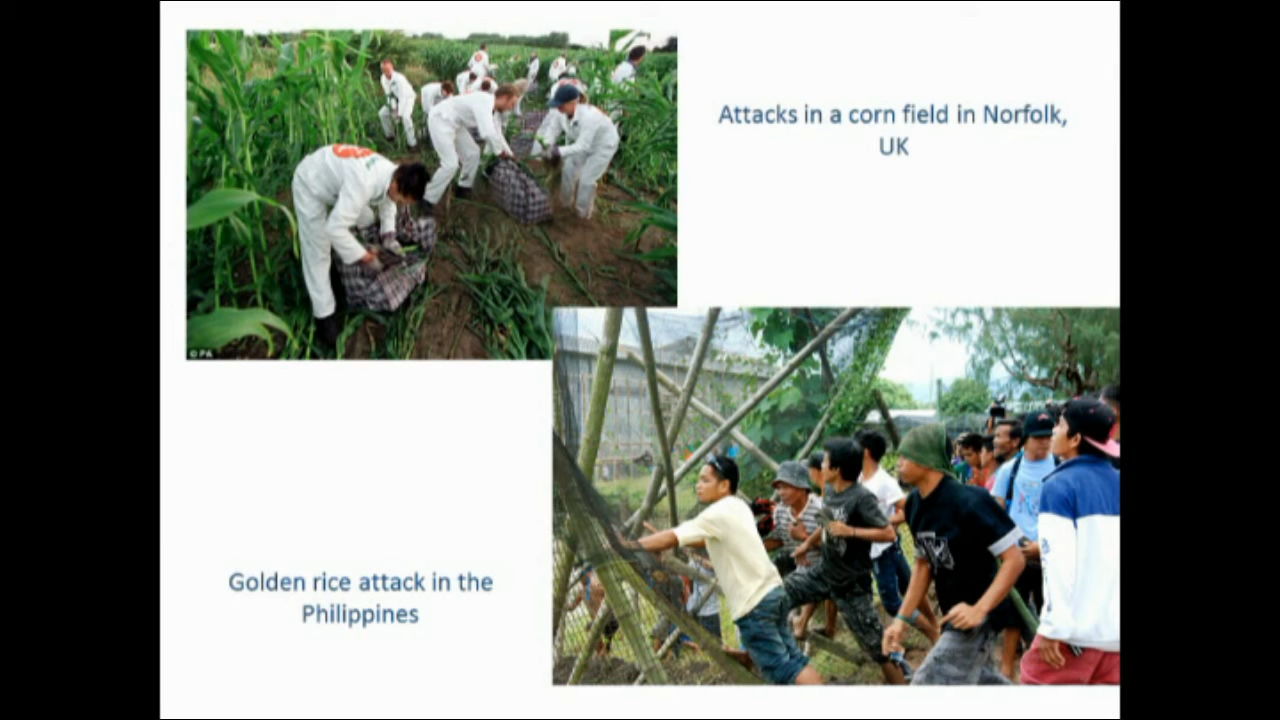 Attacks in a corn field in Norfolk,
UK
© PA
Golden rice attack in the
Philippines